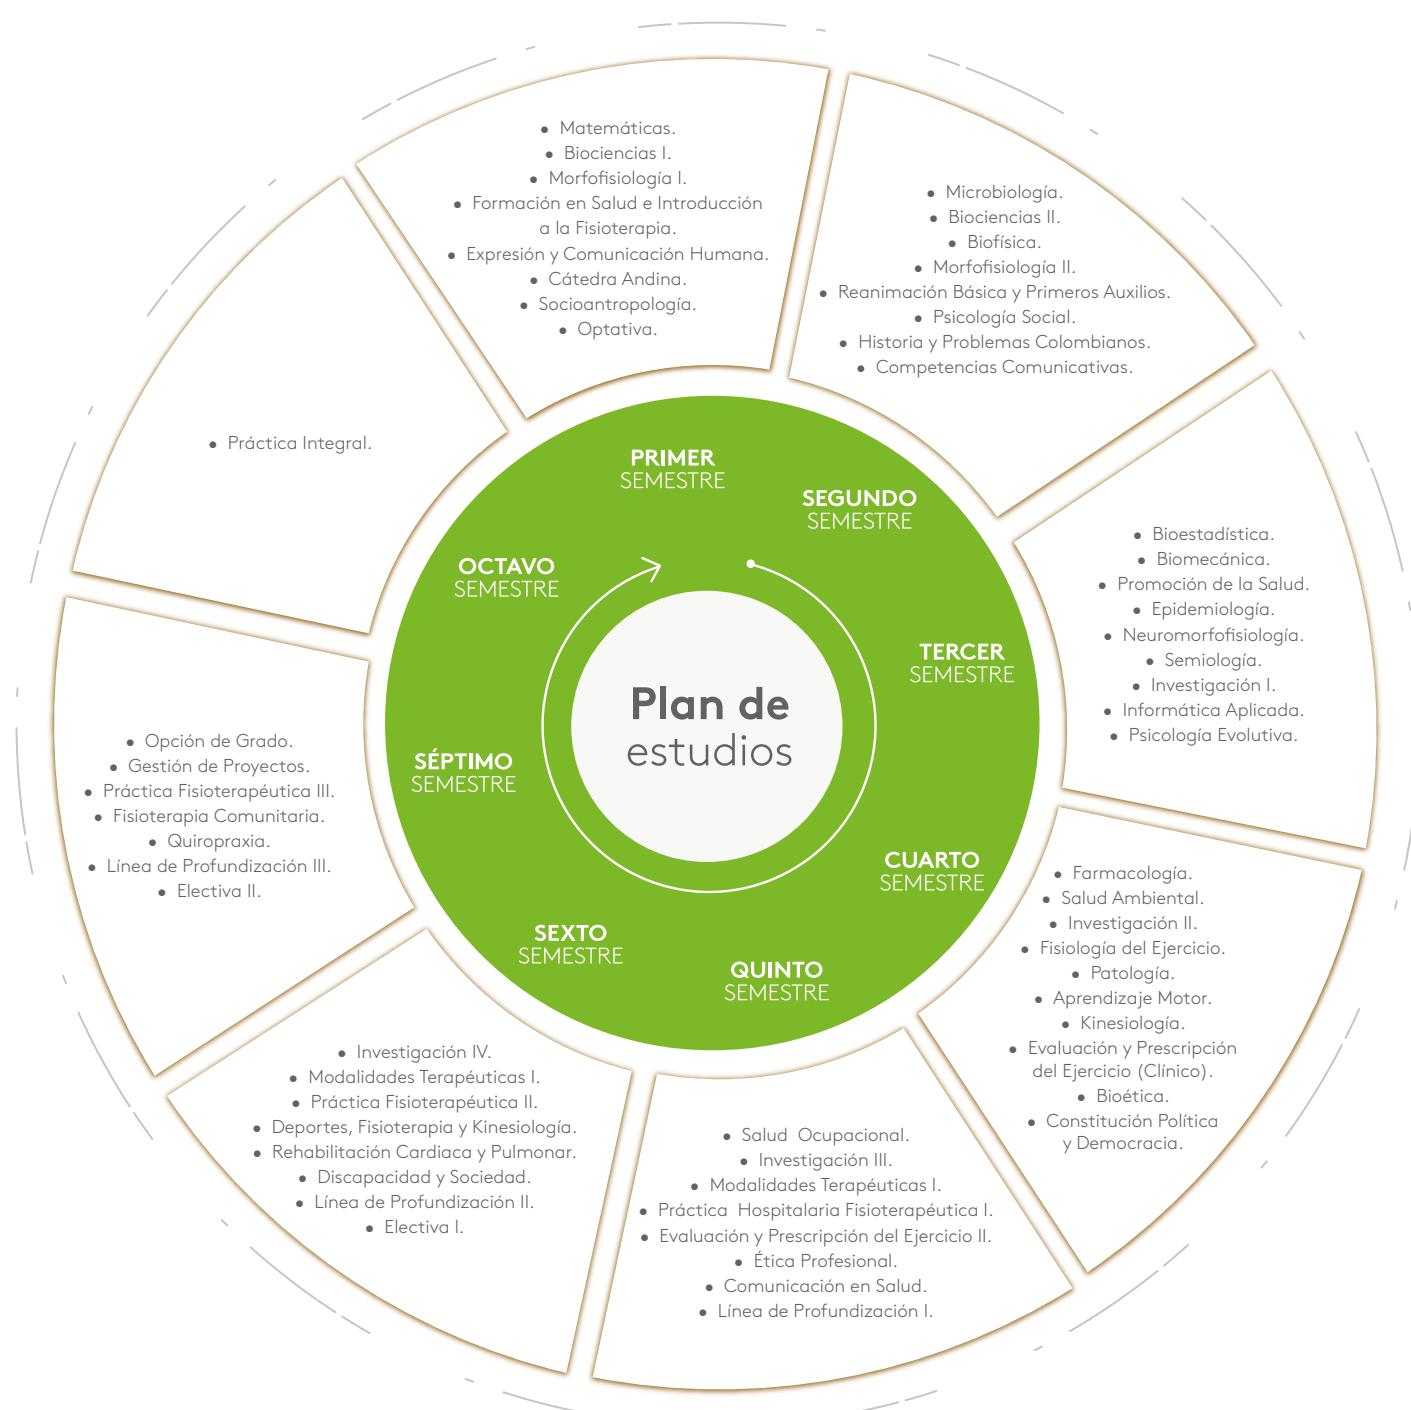 Plan de
estudios
PRIMER
SEMESTRE
• Matemáticas.
• Biociencias I.
• Morfofisiología I.
• Formación en Salud e Introducción
a la Fisioterapia.
• Expresión y Comunicación Humana.
• Cátedra Andina.
• Socioantropología.
• Optativa.
SEGUNDO
SEMESTRE
• Microbiología.
• Biociencias II.
• Biofísica.
• Morfofisiología II.
• Reanimación Básica y Primeros Auxilios.
• Psicología Social.
• Historia y Problemas Colombianos.
• Competencias Comunicativas.
TERCER
SEMESTRE
• Bioestadística.
• Biomecánica.
• Promoción de la Salud.
• Epidemiología.
• Neuromorfofisiología.
• Semiología.
• Investigación I.
• Informática Aplicada.
• Psicología Evolutiva.
CUARTO
SEMESTRE
• Farmacología.
• Salud Ambiental.
• Investigación II.
• Fisiología del Ejercicio.
• Patología.
• Aprendizaje Motor.
• Kinesiología.
• Evaluación y Prescripción
del Ejercicio (Clínico).
• Bioética.
• Constitución Política
y Democracia.
QUINTO
SEMESTRE
• Salud Ocupacional.
• Investigación III.
• Modalidades Terapéuticas I.
• Práctica Hospitalaria Fisioterapéutica I.
• Evaluación y Prescripción del Ejercicio II.
• Ética Profesional.
• Comunicación en Salud.
• Línea de Profundización I.
SEXTO
SEMESTRE
• Investigación IV.
• Modalidades Terapéuticas I.
• Práctica Fisioterapéutica II.
• Deportes, Fisioterapia y Kinesiología.
• Rehabilitación Cardiaca y Pulmonar.
• Discapacidad y Sociedad.
• Línea de Profundización II.
• Electiva I.
SÉPTIMO
SEMESTRE
• Opción de Grado.
• Gestión de Proyectos.
• Práctica Fisioterapéutica III.
• Fisioterapia Comunitaria.
• Quiropraxia.
• Línea de Profundización III.
• Electiva II.
OCTAVO
SEMESTRE
• Práctica Integral.